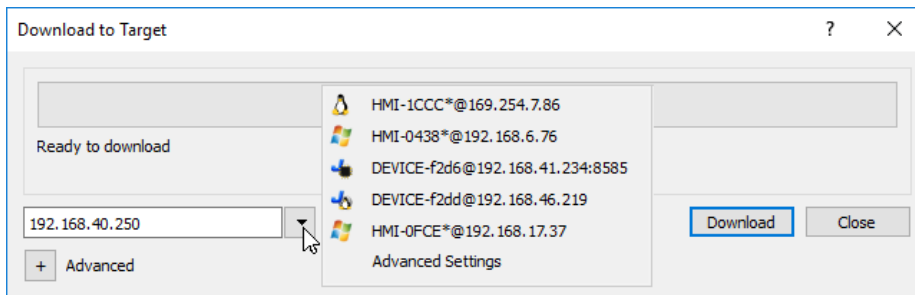 Download to Target
? ×
HMI-1CCC*@169.254.7.86
HMI-0438*@192.168.6.76
Ready to download
DEVICE-f2d6@192.168.41.234:8585
DEVICE-f2dd@192.168.46.219
192.168.40.250
HMI-0FCE*@192.168.17.37
Download
Close
+ Advanced
Advanced Settings